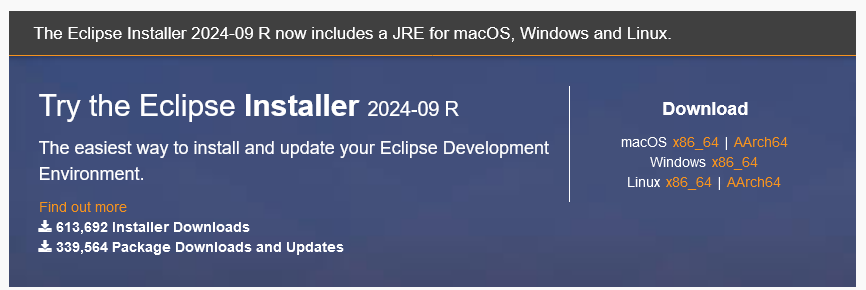 The Eclipse Installer 2024-09 R now includes a JRE for macOS, Windows and Linux.
Try the Eclipse Installer 2024-09 R
The easiest way to install and update your Eclipse Development
Environment.
Find out more
613,692 Installer Downloads
339,564 Package Downloads and Updates
Download
macOS x86_64 | AArch64
Windows x86_64
Linux x86_64 | AArch64